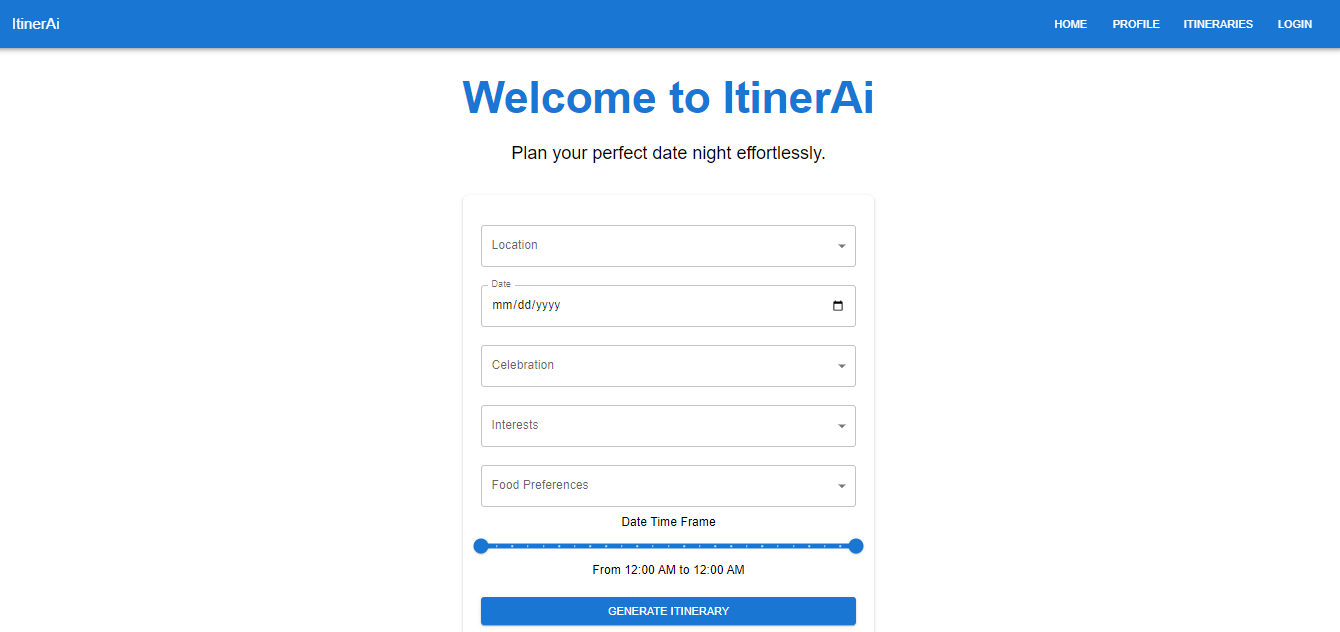 ItinerAi HOME PROFILE ITINERARIES LOGIN
Welcome to ItinerAi
Plan your perfect date night effortlessly.
Location
Date
mm/dd/yyyy
Celebration
Interests
Food Preferences
Date Time Frame
From 12:00 AM to 12:00 AM
GENERATE ITINERARY